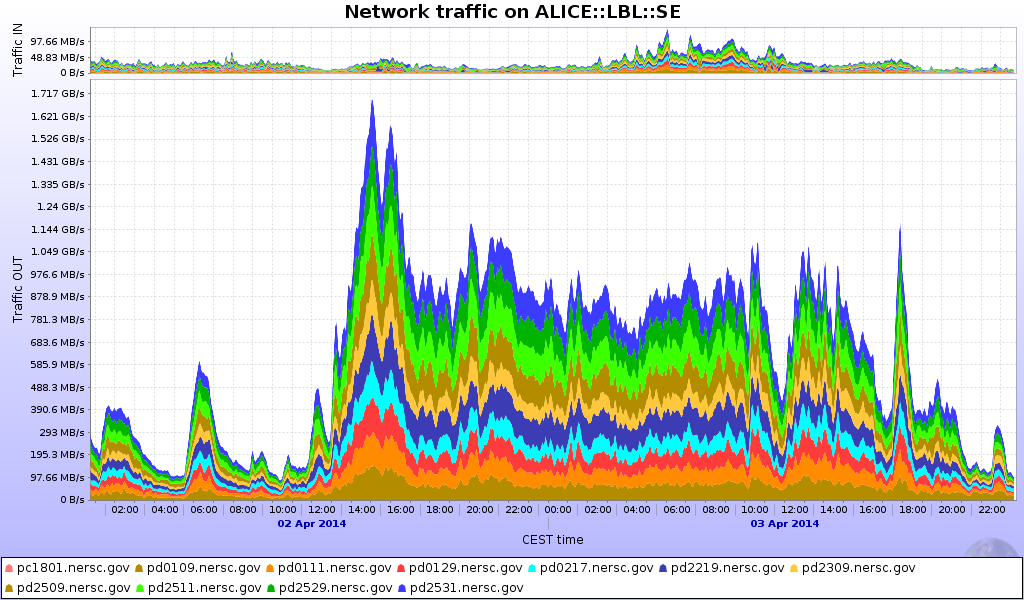 Network traffic on ALICE::LBL::SE
Traffic IN
97.66 MB/s
48.83 MB/s
0 B/s
Traffic OUT
1.717 GB/s
1.621 GB/s
1.526 GB/s
1.431 GB/s
1.335 GB/s
1.24 GB/s
1.144 GB/s
1.049 GB/s
976.6 MB/s
878.9 MB/s
781.3 MB/s
683.6 MB/s
585.9 MB/s
488.3 MB/s
390.6 MB/s
293 MB/s
195.3 MB/s
97.66 MB/s
0 B/s
02:00 04:00 06:00 08:00 10:00 12:00 14:00 16:00 18:00 20:00 22:00 00:00 02:00 04:00 06:00 08:00 10:00 12:00 14:00 16:00 18:00 20:00 22:00
02 Apr 2014 03 Apr 2014
CEST time
pc1801.nersc.gov pd0109.nersc.gov pd0111.nersc.gov pd0129.nersc.gov pd0217.nersc.gov pd2219.nersc.gov pd2309.nersc.gov
pd2509.nersc.gov pd2511.nersc.gov pd2529.nersc.gov pd2531.nersc.gov